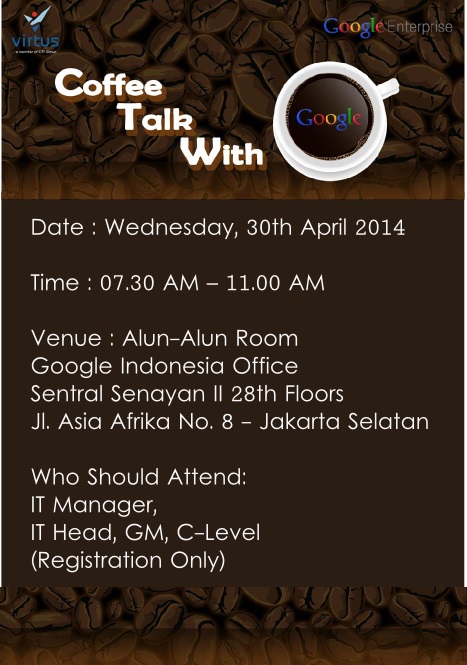 virtus
a member of CTI Group
Google Enterprise
Coffee
Talk
With
Google
Date : Wednesday, 30th April 2014
Time : 07.30 AM – 11.00 AM
Venue : Alun-Alun Room
Google Indonesia Office
Sentral Senayan II 28th Floors
Jl. Asia Afrika No. 8 - Jakarta Selatan
Who Should Attend:
IT Manager,
IT Head, GM, C-Level
(Registration Only)